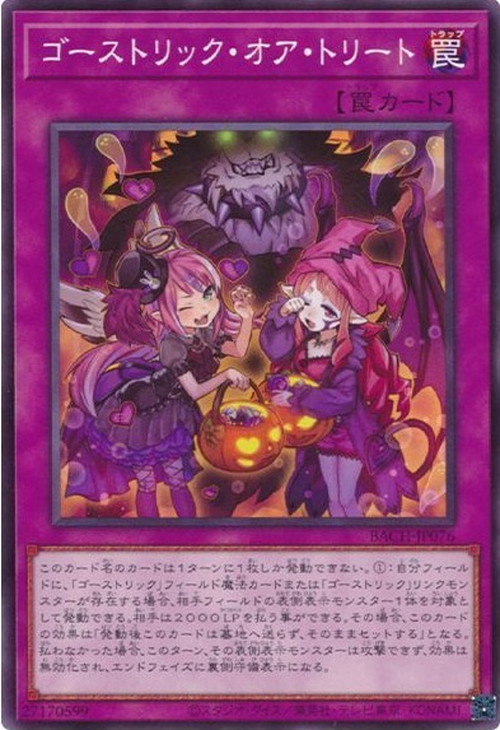 ゴーストリック・オア・トリート
トラップ
罠
【罠カード】
BACH-JP076
このカード名のカードは1ターンに1枚しか発動できない。①:自分フィール
ドに、「ゴーストリック」フィールド魔法カードまたは「ゴーストリック」リンクモンス
ターが存在する場合、相手フィールドの表側表示モンスター1体を対象
として発動できる。相手は2000LPを払う事ができる。その場合、このカード
の効果は「発動後このカードは墓地へ送らず、そのままセットする」となる。
払わなかった場合、このターン、その表側表示モンスターは攻撃できず、効果は
無効化され、エンドフェイズに裏側守備表示になる。
27170599
©スタジオ・ダイス/集英社・テレビ東京・KONAMI